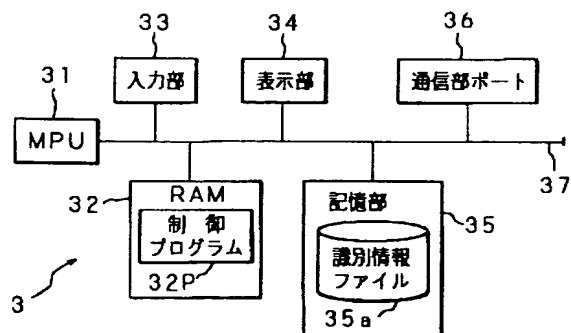 33
34
36
31
入力部
表示部
通信部ポート
MPU
37
32
RAM
制御
プログラム
32P
記憶部
35
識別情報
ファイル
35a
3